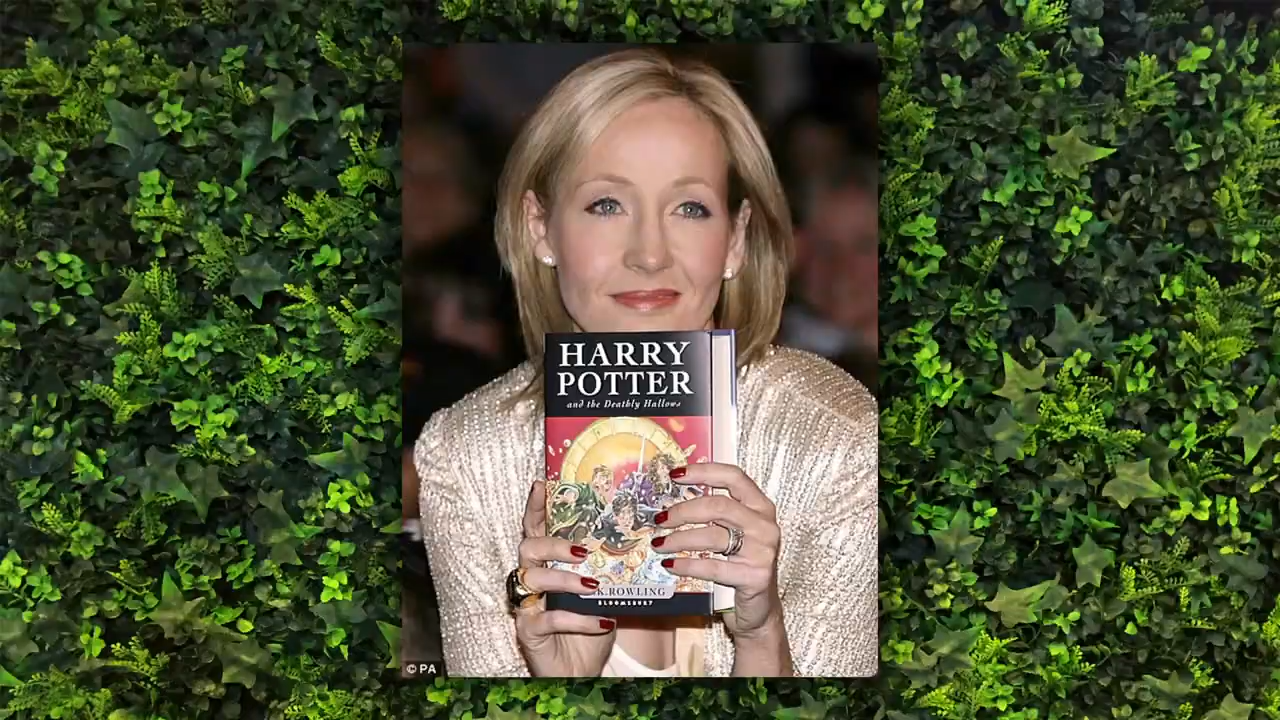 HARRY
POTTER
and the Deathly Hallows
K.ROWLING
BLOOMSBURY
© PA